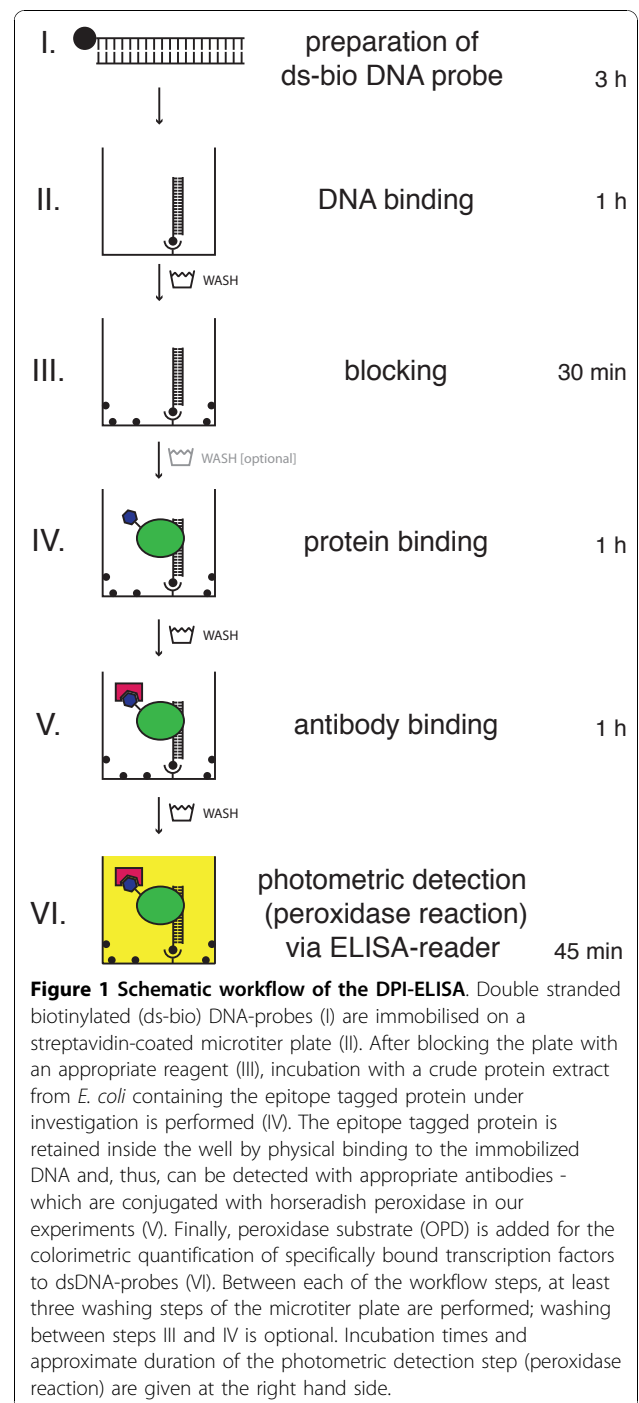 I.
preparation of
ds-bio DNA probe
3 h
II.
DNA binding
1 h
WASH
III.
blocking
30 min
WASH [optional]
IV.
protein binding
1 h
WASH
V.
antibody binding
1 h
WASH
VI.
photometric detection
(peroxidase reaction)
via ELISA-reader
45 min
Figure 1 Schematic workflow of the DPI-ELISA. Double stranded
biotinylated (ds-bio) DNA-probes (I) are immobilised on a
streptavidin-coated microtiter plate (II). After blocking the plate with
an appropriate reagent (III), incubation with a crude protein extract
from E. coli containing the epitope tagged protein under
investigation is performed (IV). The epitope tagged protein is
retained inside the well by physical binding to the immobilized
DNA and, thus, can be detected with appropriate antibodies -
which are conjugated with horseradish peroxidase in our
experiments (V). Finally, peroxidase substrate (OPD) is added for the
colorimetric quantification of specifically bound transcription factors
to dsDNA-probes (VI). Between each of the workflow steps, at least
three washing steps of the microtiter plate are performed; washing
between steps III and IV is optional. Incubation times and
approximate duration of the photometric detection step (peroxidase
reaction) are given at the right hand side.